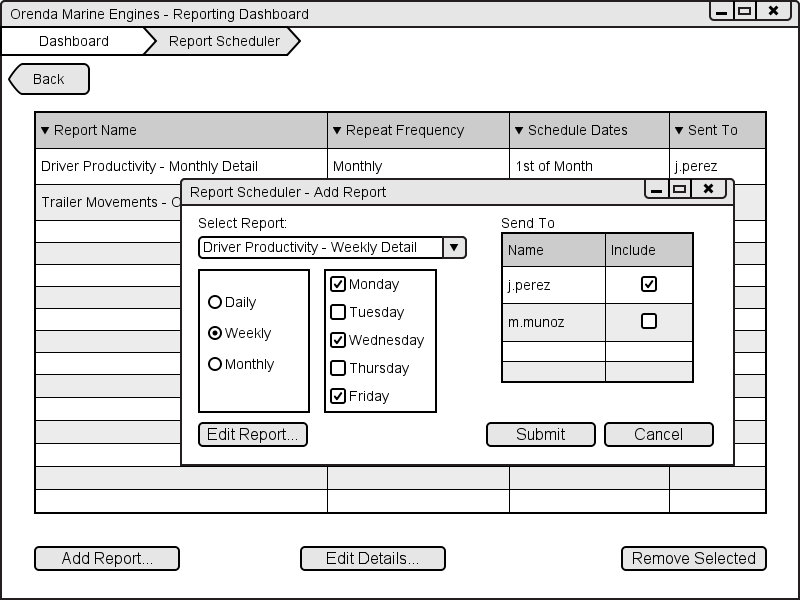 Orenda Marine Engines - Reporting Dashboard
Dashboard
Report Scheduler
Back
Report Name
Repeat Frequency
Schedule Dates
Sent To
Driver Productivity - Monthly Detail
Monthly
1st of Month
j.perez
Trailer Movements -
Report Scheduler - Add Report
Select Report:
Driver Productivity - Weekly Detail
Daily
Weekly
Monthly
Monday
Tuesday
Wednesday
Thursday
Friday
Send To
Name
Include
j.perez
m.munoz
Edit Report...
Submit
Cancel
Add Report...
Edit Details...
Remove Selected